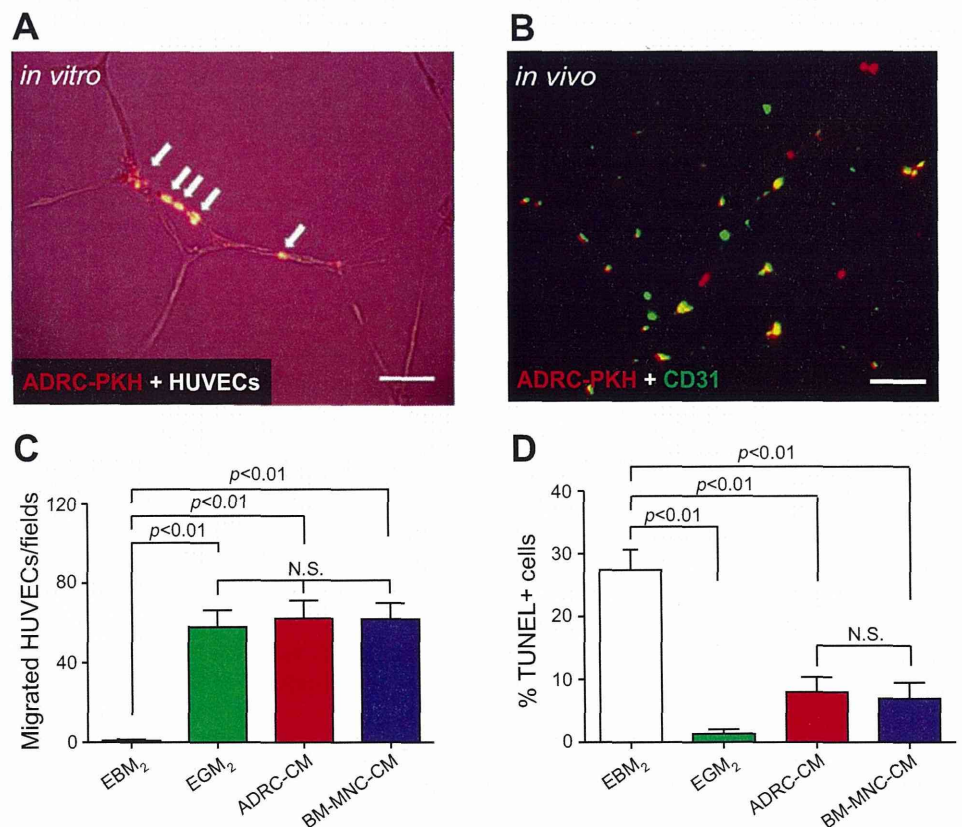 A
in vitro
ADRC-PKH + HUVECs
B
in vivo
ADRC-PKH + CD31
C
p<0.01
p<0.01
p<0.01
N.S.
Migrated HUVECs/fields
120
80
40
0
EBM₂
EGM₂
ADRC-CM
BM-MNC-CM
D
p<0.01
p<0.01
p<0.01
N.S.
% TUNEL+ cells
40
30
20
10
0
EBM₂
EGM₂
ADRC-CM
BM-MNC-CM